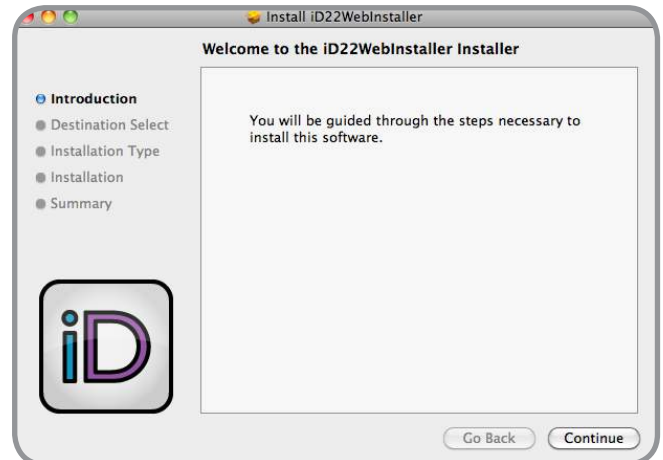 Install iD22WebInstaller
Welcome to the iD22WebInstaller Installer
Introduction
Destination Select
Installation Type
Installation
Summary
You will be guided through the steps necessary to
install this software.
iD
Go Back
Continue